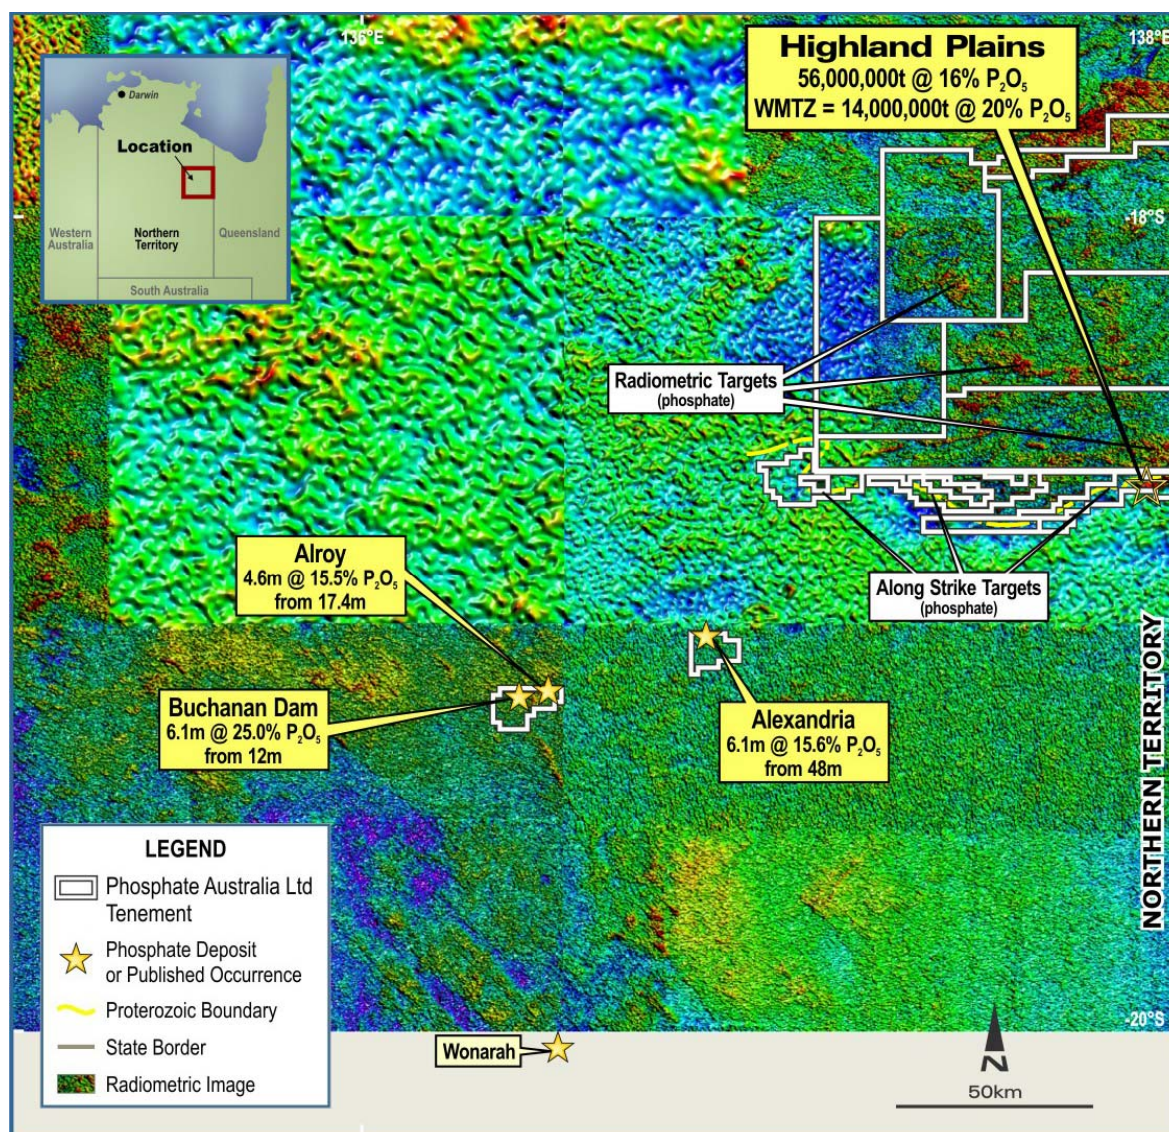 136°E
138°E
Highland Plains
56,000,000t @ 16% P₂O₅
WMTZ = 14,000,000t @ 20% P₂O₅
Darwin
Location
Western
Australia
Northern
Territory
Queensland
South Australia
-18°S
Radiometric Targets
(phosphate)
Along Strike Targets
(phosphate)
Alroy
4.6m @ 15.5% P₂O₅
from 17.4m
Buchanan Dam
6.1m @ 25.0% P₂O₅
from 12m
Alexandria
6.1m @ 15.6% P₂O₅
from 48m
NORTHERN TERRITORY
LEGEND
Phosphate Australia Ltd
Tenement
Phosphate Deposit
or Published Occurrence
Proterozoic Boundary
State Border
Radiometric Image
Wonarah
-20°S
N
50km